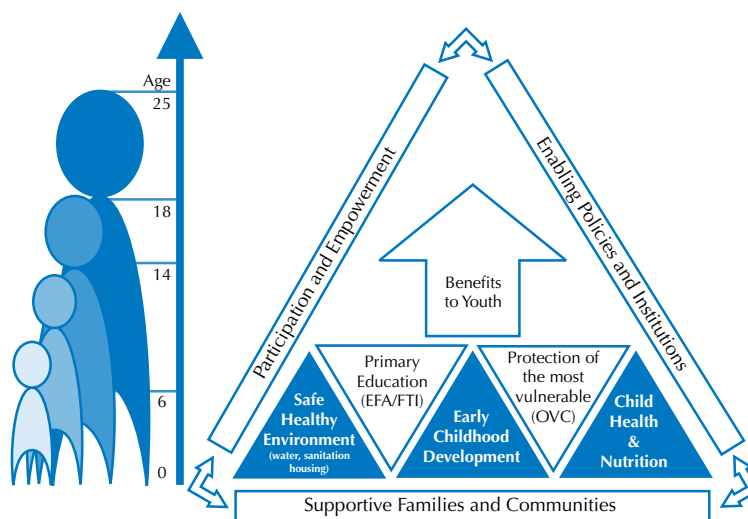 Age
25
18
14
6
0
Participation and Empowerment
Enabling Policies and Institutions
Benefits
to Youth
Primary
Education
(EFA/FTI)
Protection of
the most
vulnerable
(OVC)
Safe
Healthy
Environment
(water, sanitation
housing)
Early
Childhood
Development
Child
Health
&
Nutrition
Supportive Families and Communities